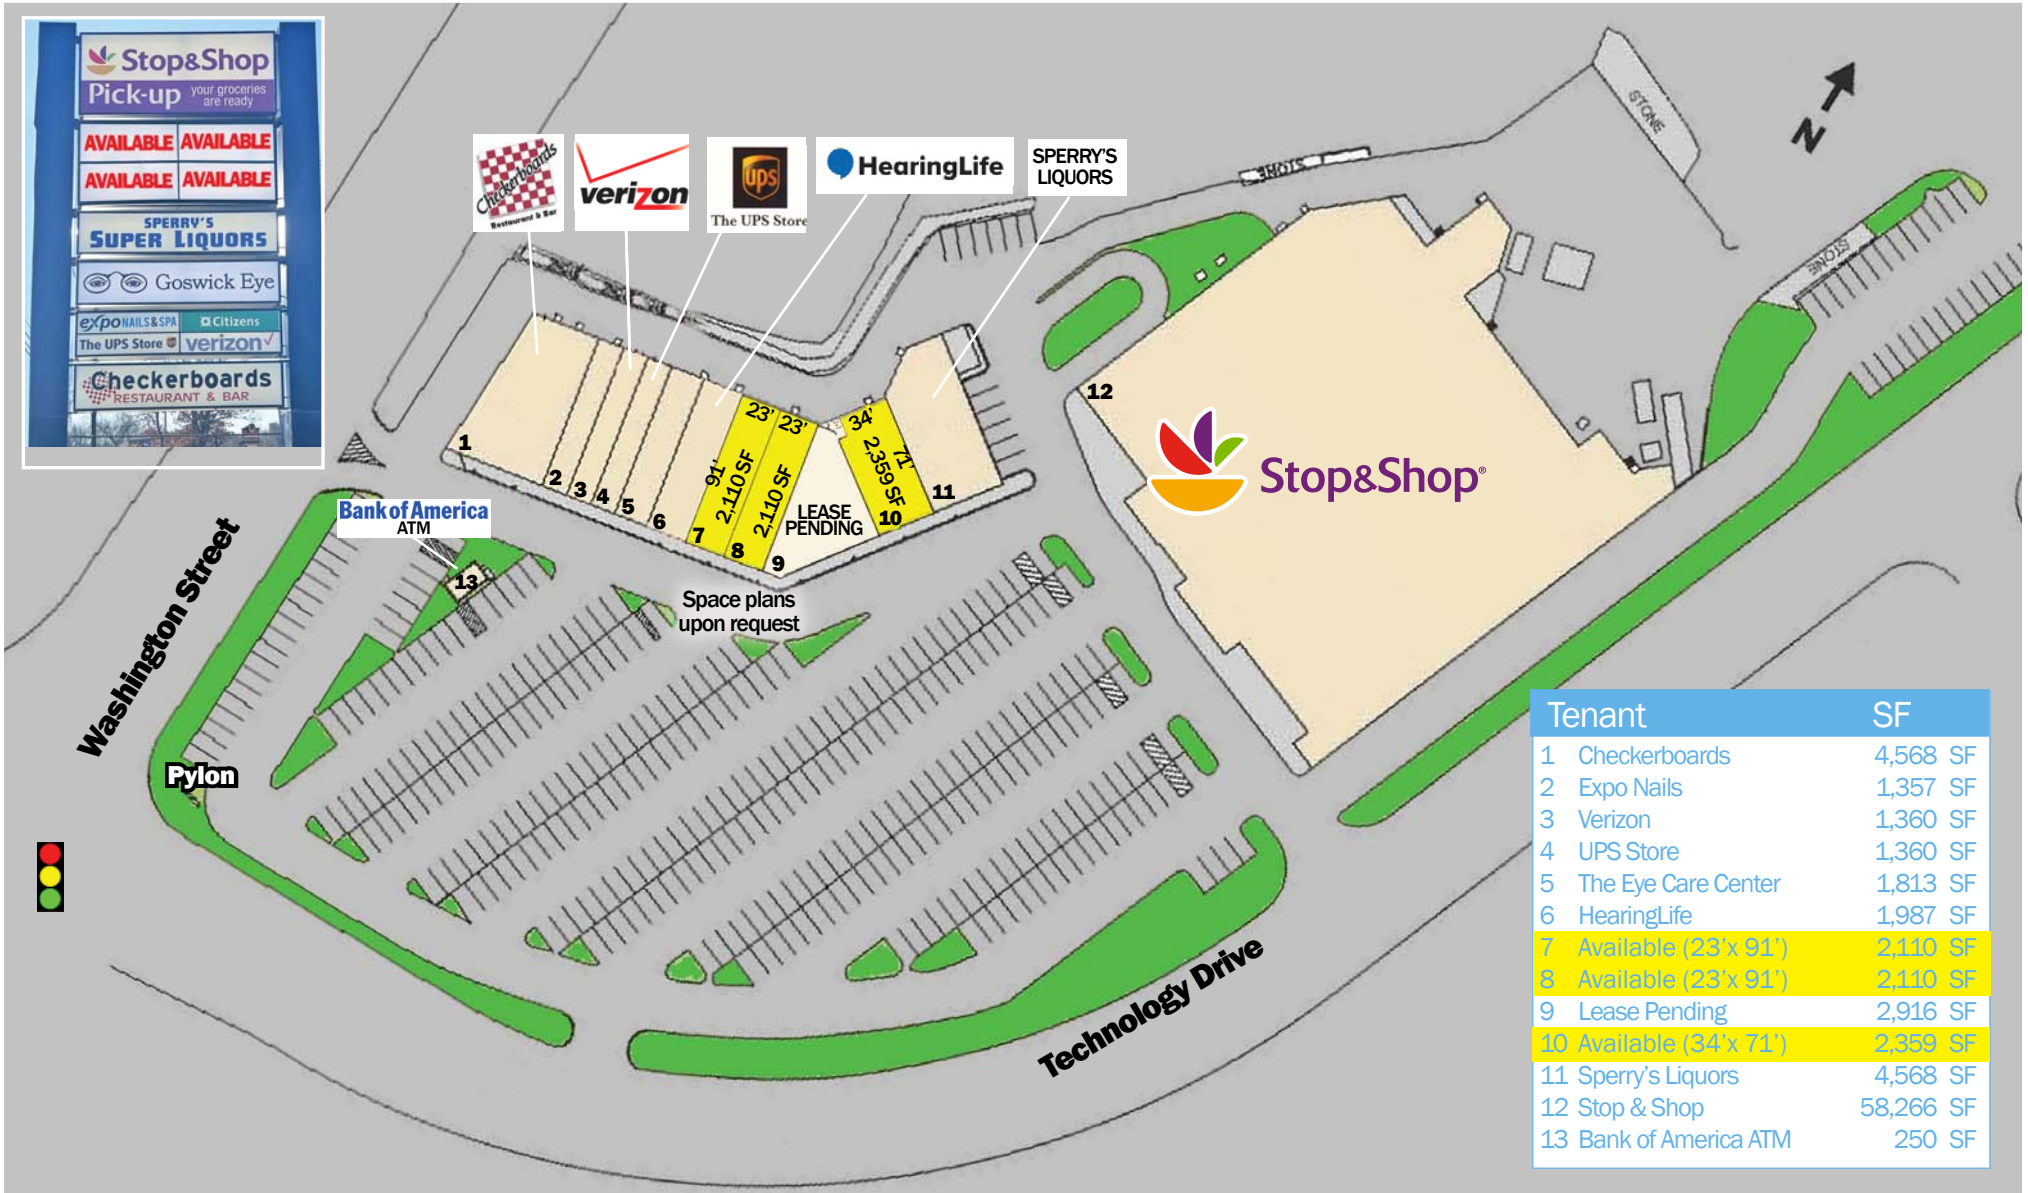 Stop&Shop
Pick-up your groceries are ready
AVAILABLE AVAILABLE
AVAILABLE AVAILABLE
SPERRY'S
SUPER LIQUORS
Goswick Eye
expo NAILS & SPA Citizens
The UPS Store ups verizon
Checkerboards
RESTAURANT & BAR
Checkerboards
Restaurant & Bar
verizon
ups
The UPS Store
HearingLife
SPERRY'S
LIQUORS
STONE
STONE
STONE
N
1
2
3
4
5
6
7
8
9
10
11
12
13
23'
23'
91'
2,110 SF
2,110 SF
34'
71'
2,359 SF
LEASE
PENDING
Stop&Shop®
Bank of America
ATM
Space plans
upon request
Washington Street
Pylon
Technology Drive
Tenant SF
1 Checkerboards 4,568 SF
2 Expo Nails 1,357 SF
3 Verizon 1,360 SF
4 UPS Store 1,360 SF
5 The Eye Care Center 1,813 SF
6 HearingLife 1,987 SF
7 Available (23'x 91') 2,110 SF
8 Available (23'x 91') 2,110 SF
9 Lease Pending 2,916 SF
10 Available (34'x 71') 2,359 SF
11 Sperry's Liquors 4,568 SF
12 Stop & Shop 58,266 SF
13 Bank of America ATM 250 SF